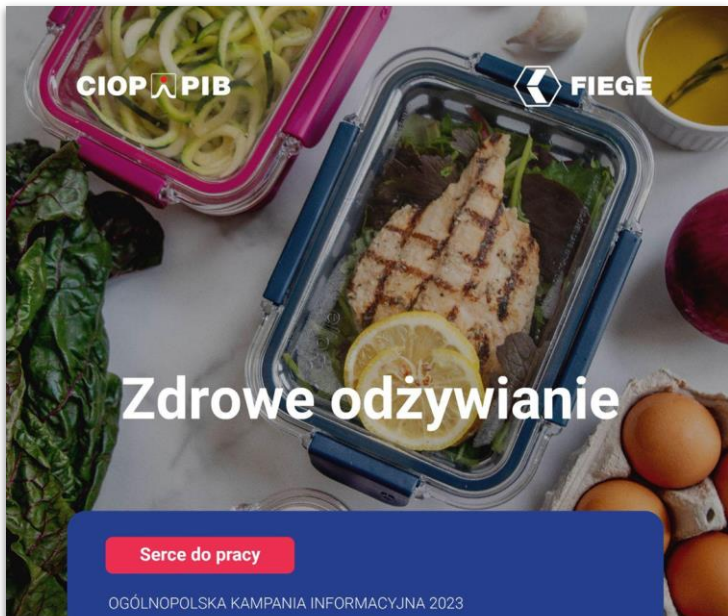 CIOP PIB
FIEGE
Zdrowe odżywianie
Serce do pracy
OGÓLNOPOLSKA KAMPANIA INFORMACYJNA 2023